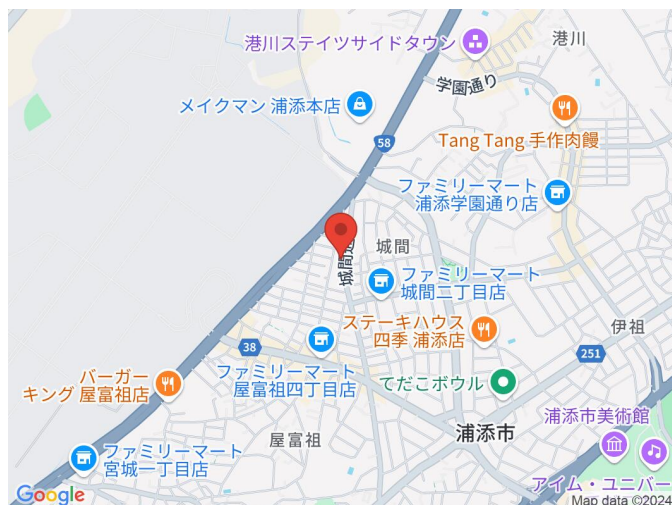 港川ステイツサイドタウン
港川
学園通り
メイクマン 浦添本店
58
Tang Tang 手作肉饅
ファミリーマート
浦添学園通り店
城間
ファミリーマート
城間二丁目店
ステーキハウス
四季 浦添店
伊祖
38
251
ファミリーマート
屋富祖四丁目店
バーガー
キング 屋富祖店
てだこボウル
浦添市
浦添市美術館
屋富祖
ファミリーマート
宮城一丁目店
アイム・ユニバー
Google
Map data ©2024